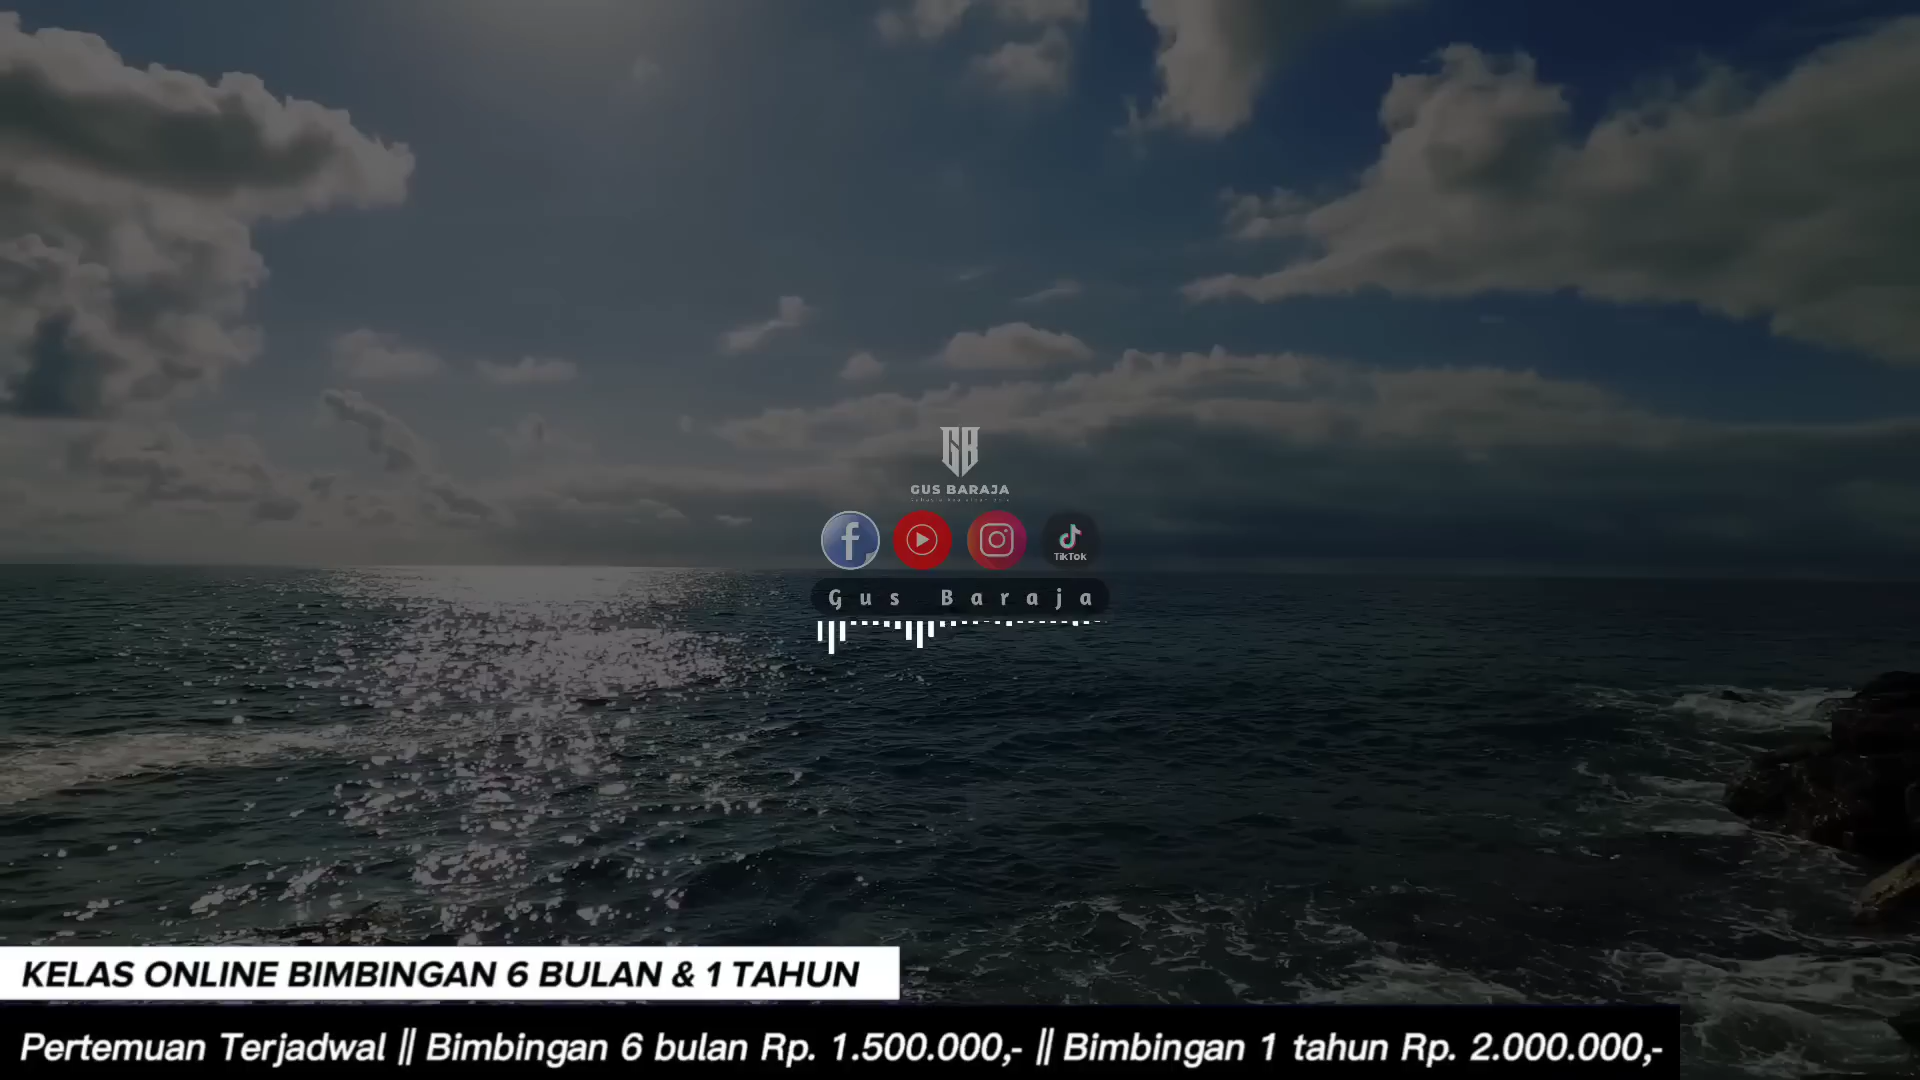 GUS BARAJA
TikTok
Gus Baraja
KELAS ONLINE BIMBINGAN 6 BULAN & 1 TAHUN
Pertemuan Terjadwal || Bimbingan 6 bulan Rp. 1.500.000,- || Bimbingan 1 tahun Rp. 2.000.000,-